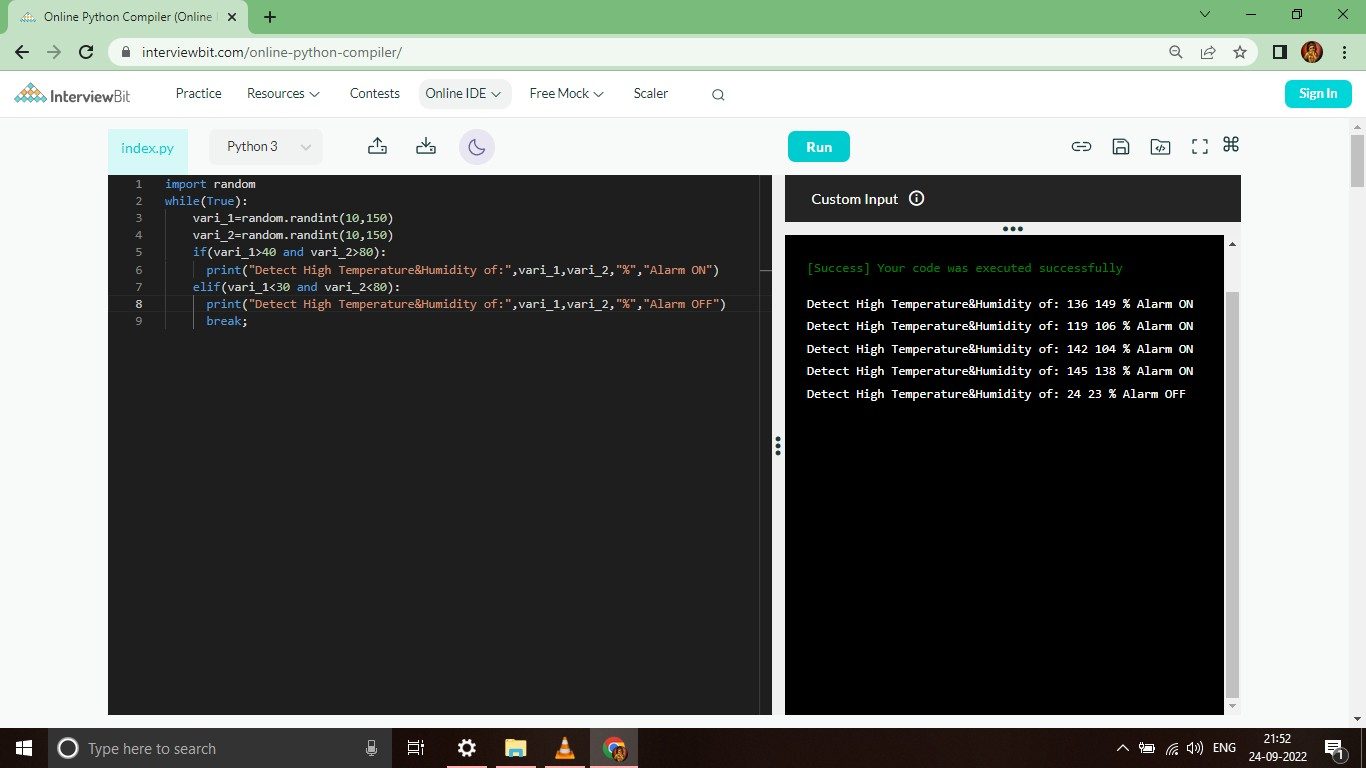 Online Python Compiler (Online
interviewbit.com/online-python-compiler/
InterviewBit
Practice
Resources
Contests
Online IDE
Free Mock
Scaler
Sign In
index.py
Python 3
Run
1 import random
2 while(True):
3 vari_1=random.randint(10,150)
4 vari_2=random.randint(10,150)
5 if(vari_1>40 and vari_2>80):
6 print("Detect High Temperature&Humidity of:",vari_1,vari_2,"%","Alarm ON")
7 elif(vari_1<30 and vari_2<80):
8 print("Detect High Temperature&Humidity of:",vari_1,vari_2,"%","Alarm OFF")
9 break;
Custom Input
[Success] Your code was executed successfully
Detect High Temperature&Humidity of: 136 149 % Alarm ON
Detect High Temperature&Humidity of: 119 106 % Alarm ON
Detect High Temperature&Humidity of: 142 104 % Alarm ON
Detect High Temperature&Humidity of: 145 138 % Alarm ON
Detect High Temperature&Humidity of: 24 23 % Alarm OFF
Type here to search
ENG
21:52
24-09-2022
1